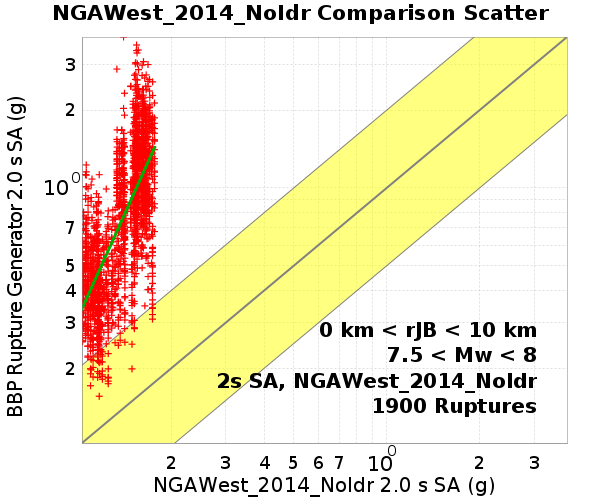 NGAWest_2014_NoIdr Comparison Scatter
BBP Rupture Generator 2.0 s SA (g)
3
2
10^0
7
5
4
3
2
0 km < rJB < 10 km
7.5 < Mw < 8
2s SA, NGAWest_2014_NoIdr
1900 Ruptures
2 3 4 5 6 7 10^0 2 3
NGAWest_2014_NoIdr 2.0 s SA (g)